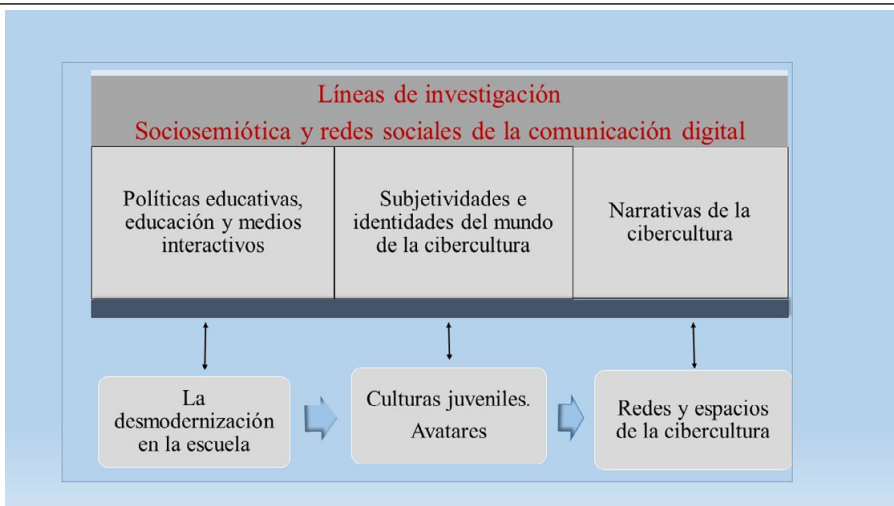 Líneas de investigación
Sociosemiótica y redes sociales de la comunicación digital
Políticas educativas,
educación y medios
interactivos
Subjetividades e
identidades del mundo
de la cibercultura
Narrativas de la
cibercultura
La
desmodernización
en la escuela
Culturas juveniles.
Avatares
Redes y espacios
de la cibercultura